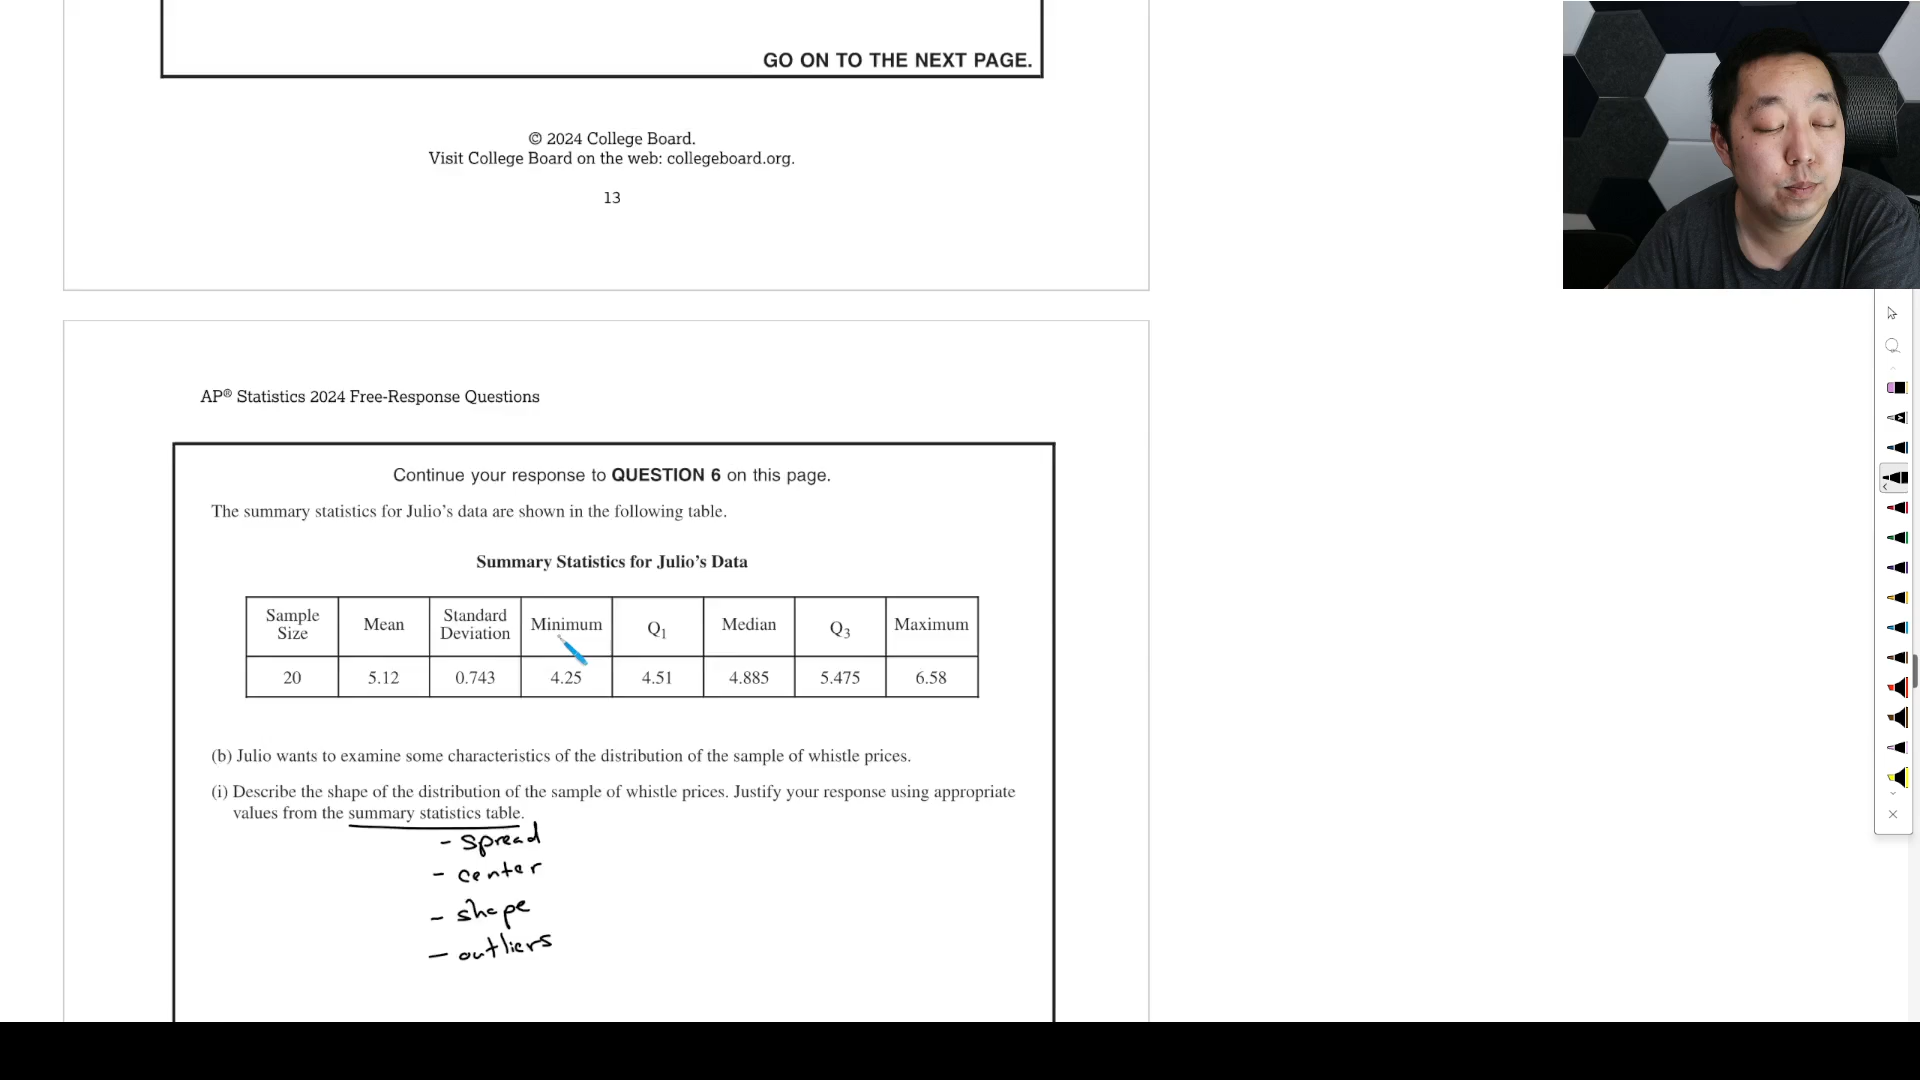 GO ON TO THE NEXT PAGE.
© 2024 College Board.
Visit College Board on the web: collegeboard.org.
13
AP® Statistics 2024 Free-Response Questions
Continue your response to QUESTION 6 on this page.
The summary statistics for Julio's data are shown in the following table.
Summary Statistics for Julio's Data
Sample Size Mean Standard Deviation Minimum Q1 Median Q3 Maximum
20 5.12 0.743 4.25 4.51 4.885 5.475 6.58
(b) Julio wants to examine some characteristics of the distribution of the sample of whistle prices.
(i) Describe the shape of the distribution of the sample of whistle prices. Justify your response using appropriate
values from the summary statistics table.
- spread
- center
- shape
- outliers